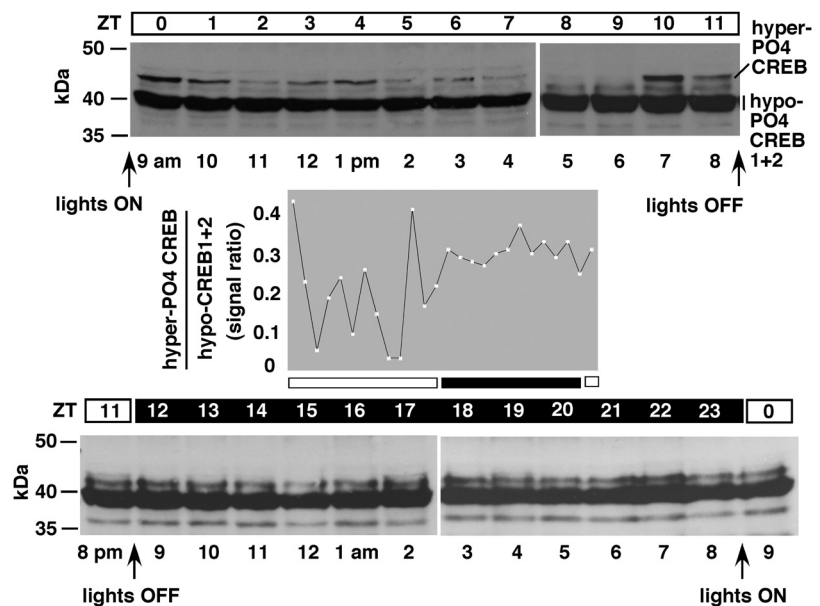 ZT 0 1 2 3 4 5 6 7 8 9 10 11
hyper-
PO4
CREB
hypo-
PO4
CREB
1+2
kDa
50
40
35
9 am 10 11 12 1 pm 2 3 4 5 6 7 8
lights ON
lights OFF
hyper-PO4 CREB
hypo-CREB1+2
(signal ratio)
0.4
0.3
0.2
0.1
0
ZT 11 12 13 14 15 16 17 18 19 20 21 22 23 0
kDa
50
40
35
8 pm 9 10 11 12 1 am 2 3 4 5 6 7 8 9
lights OFF
lights ON